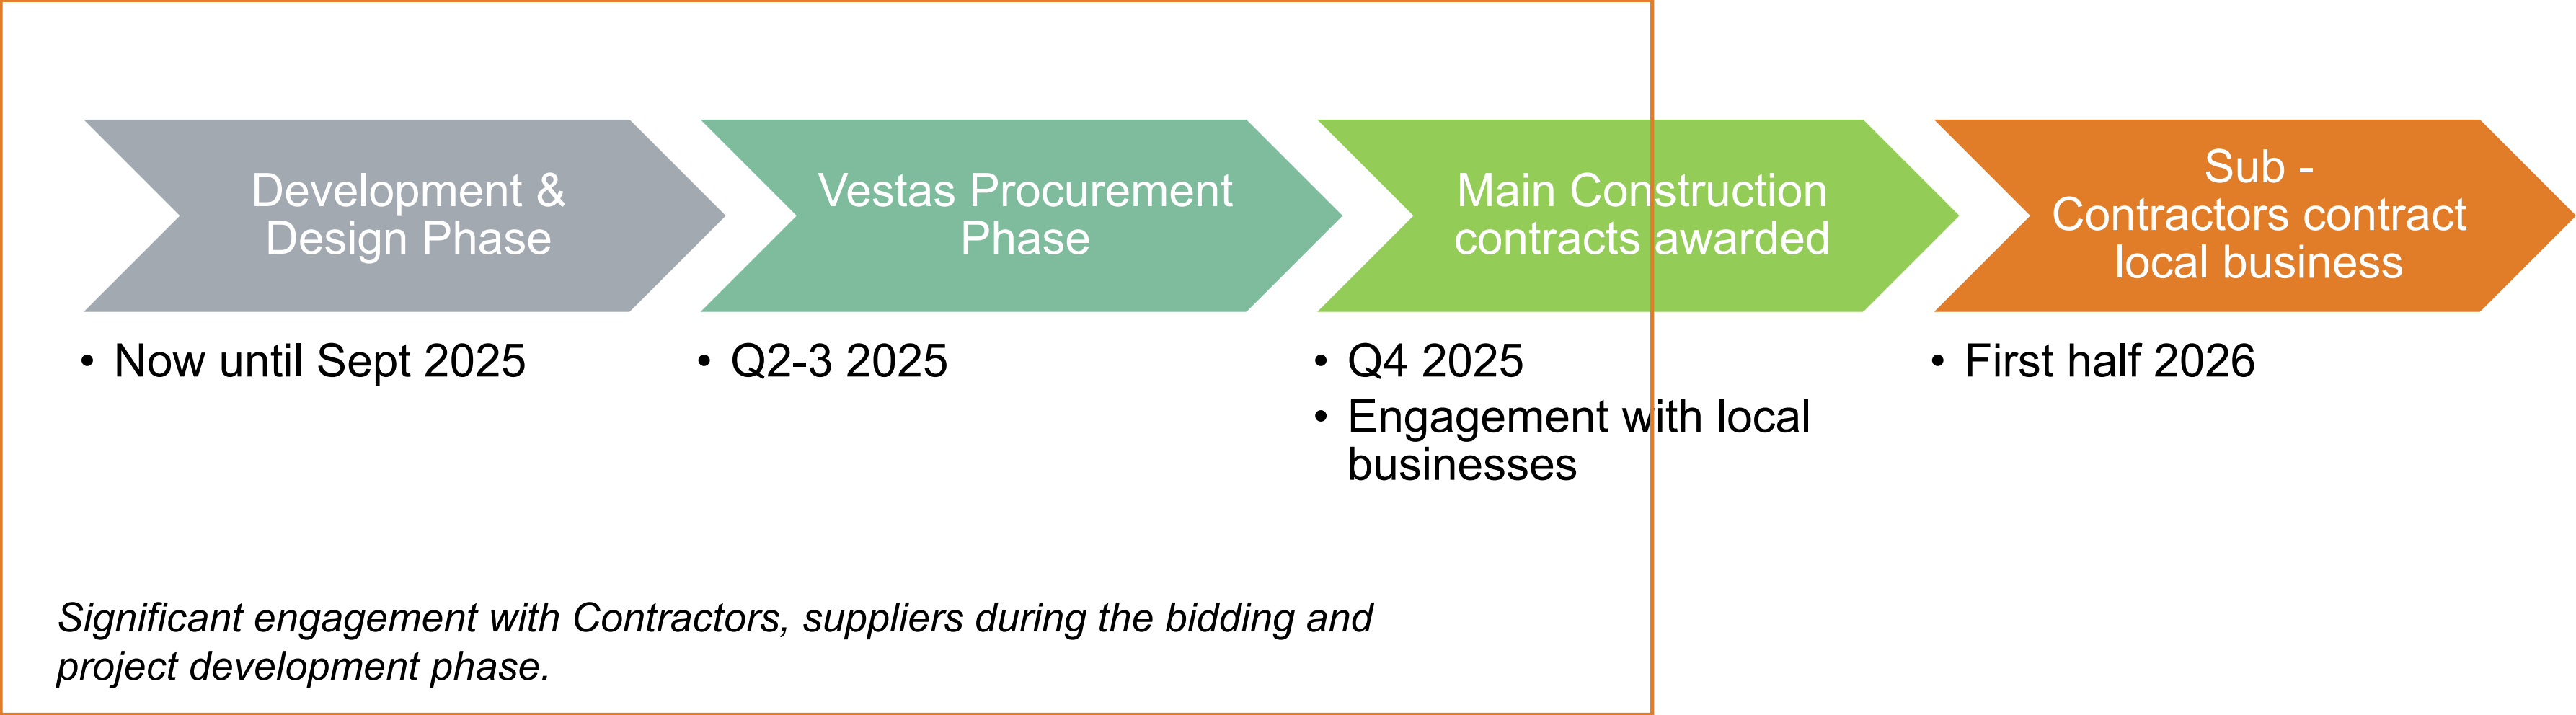 Development &
Design Phase
• Now until Sept 2025
Vestas Procurement
Phase
• Q2-3 2025
Main Construction
contracts awarded
• Q4 2025
• Engagement with local
businesses
Sub -
Contractors contract
local business
• First half 2026
Significant engagement with Contractors, suppliers during the bidding and
project development phase.